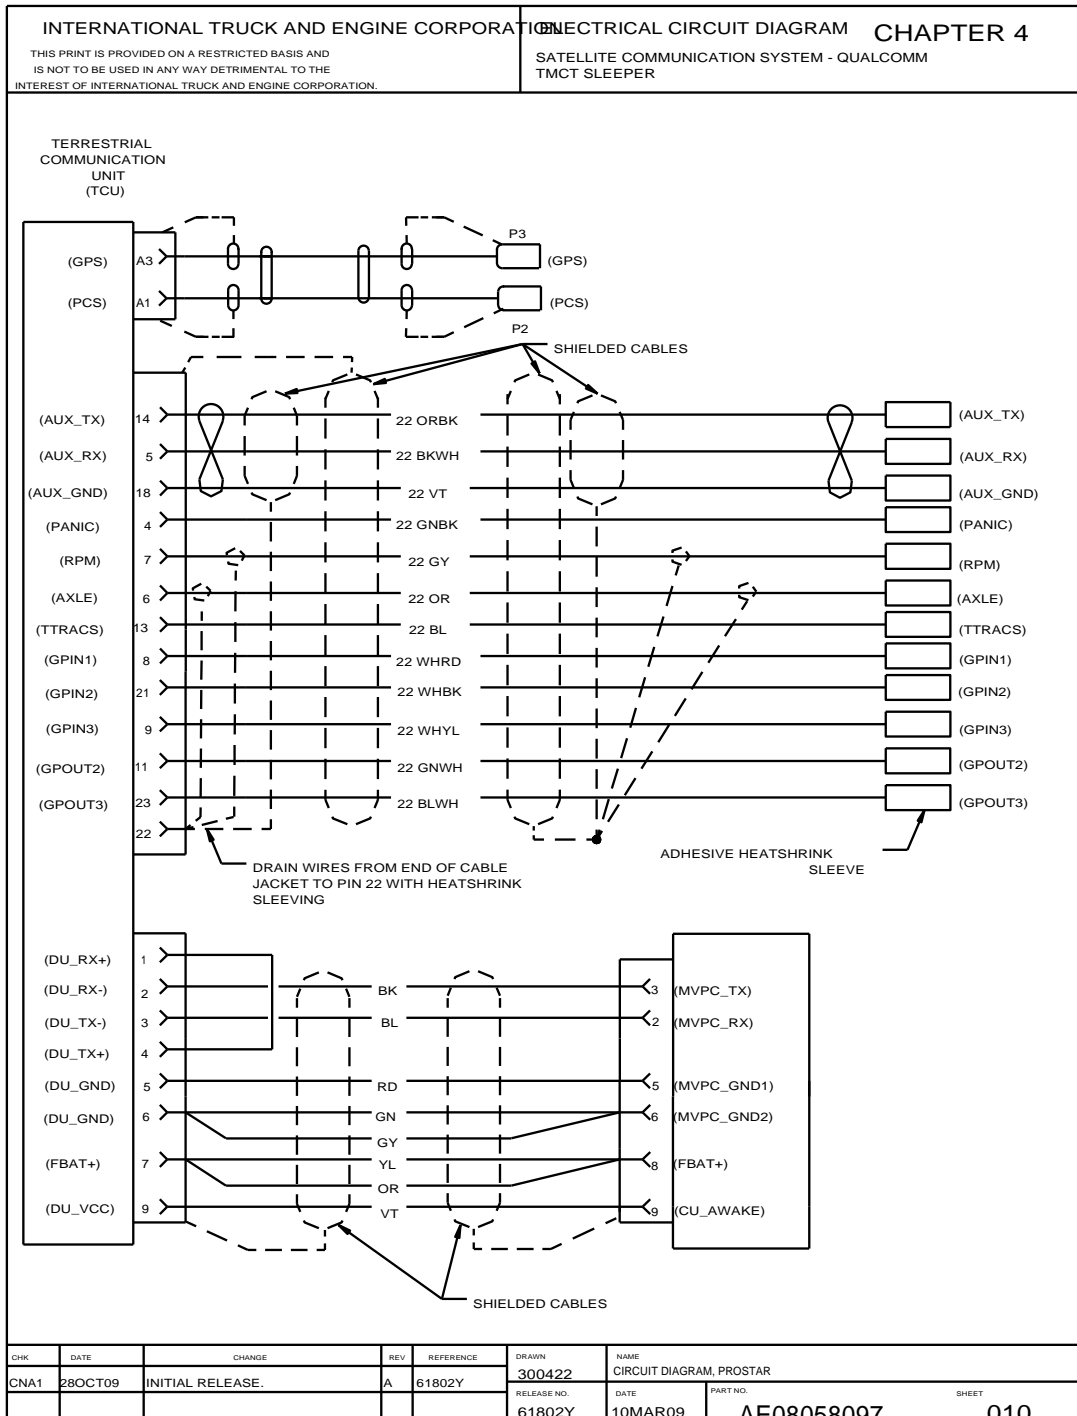 INTERNATIONAL TRUCK AND ENGINE CORPORATION
THIS PRINT IS PROVIDED ON A RESTRICTED BASIS AND
IS NOT TO BE USED IN ANY WAY DETRIMENTAL TO THE
INTEREST OF INTERNATIONAL TRUCK AND ENGINE CORPORATION.
ELECTRICAL CIRCUIT DIAGRAM
CHAPTER 4
SATELLITE COMMUNICATION SYSTEM - QUALCOMM
TMCT SLEEPER
TERRESTRIAL
COMMUNICATION
UNIT
(TCU)
P3
(GPS) A3 (GPS)
(PCS) A1 (PCS)
P2
SHIELDED CABLES
(AUX_TX) 14 22 ORBK (AUX_TX)
(AUX_RX) 5 22 BKWH (AUX_RX)
(AUX_GND) 18 22 VT (AUX_GND)
(PANIC) 4 22 GNBK (PANIC)
(RPM) 7 22 GY (RPM)
(AXLE) 6 22 OR (AXLE)
(TTRACS) 13 22 BL (TTRACS)
(GPIN1) 8 22 WHRD (GPIN1)
(GPIN2) 21 22 WHBK (GPIN2)
(GPIN3) 9 22 WHYL (GPIN3)
(GPOUT2) 11 22 GNWH (GPOUT2)
(GPOUT3) 23 22 BLWH (GPOUT3)
22
DRAIN WIRES FROM END OF CABLE
JACKET TO PIN 22 WITH HEATSHRINK
SLEEVING
ADHESIVE HEATSHRINK
SLEEVE
(DU_RX+) 1
(DU_RX-) 2 BK 3 (MVPC_TX)
(DU_TX-) 3 BL 2 (MVPC_RX)
(DU_TX+) 4
(DU_GND) 5 RD 5 (MVPC_GND1)
(DU_GND) 6 GN 6 (MVPC_GND2)
GY
(FBAT+) 7 YL 8 (FBAT+)
OR
(DU_VCC) 9 VT 9 (CU_AWAKE)
SHIELDED CABLES
CHK DATE CHANGE REV REFERENCE
CNA1 28OCT09 INITIAL RELEASE. A 61802Y
DRAWN
300422
NAME
CIRCUIT DIAGRAM, PROSTAR
RELEASE NO.
61802Y
DATE
10MAR09
PART NO.
AE08058097
SHEET
010